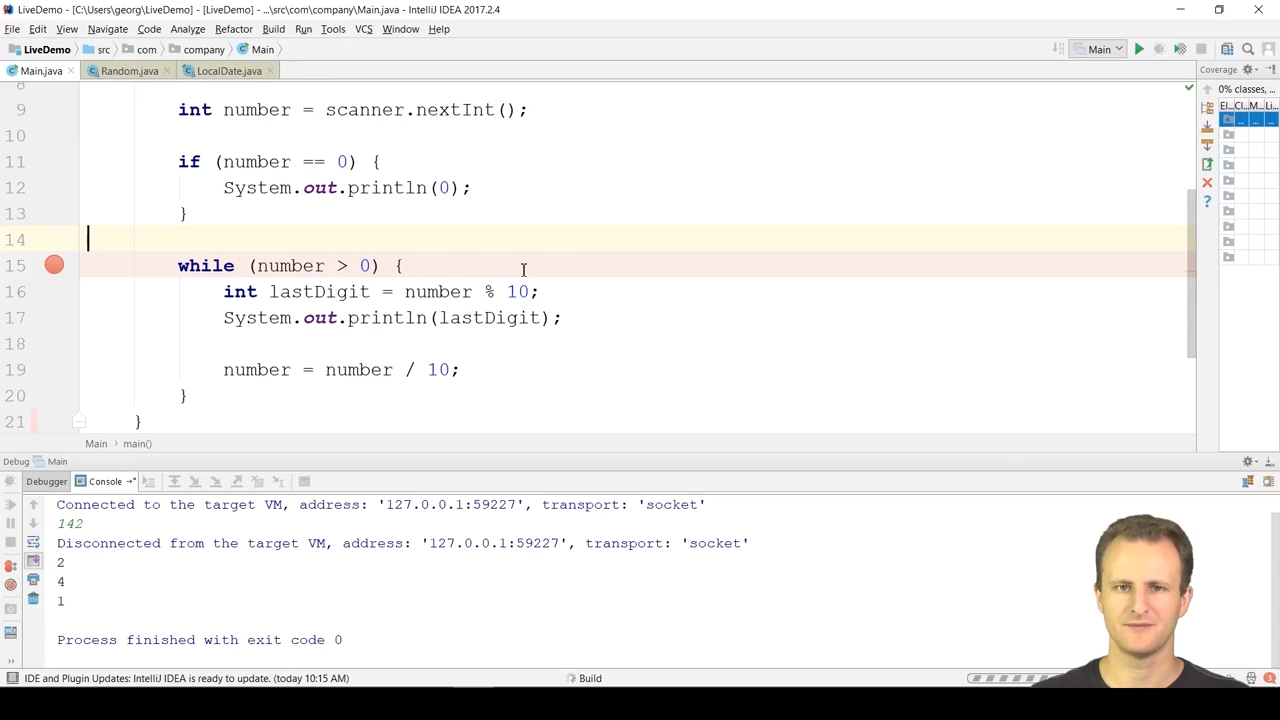 LiveDemo - [C:\Users\georg\LiveDemo] - [LiveDemo] - ...\src\com\company\Main.java - IntelliJ IDEA 2017.2.4
File Edit View Navigate Code Analyze Refactor Build Run Tools VCS Window Help
LiveDemo src com company Main Main
Main.java Random.java LocalDate.java Coverage
0% classes, ...
El... Cl... M... Li...
8
9 int number = scanner.nextInt();
10
11 if (number == 0) {
12 System.out.println(0);
13 }
14
15 while (number > 0) {
16 int lastDigit = number % 10;
17 System.out.println(lastDigit);
18
19 number = number / 10;
20 }
21 }
Main › main()
Debug Main
Debugger Console
Connected to the target VM, address: '127.0.0.1:59227', transport: 'socket'
142
Disconnected from the target VM, address: '127.0.0.1:59227', transport: 'socket'
2
4
1
Process finished with exit code 0
IDE and Plugin Updates: IntelliJ IDEA is ready to update. (today 10:15 AM) Build